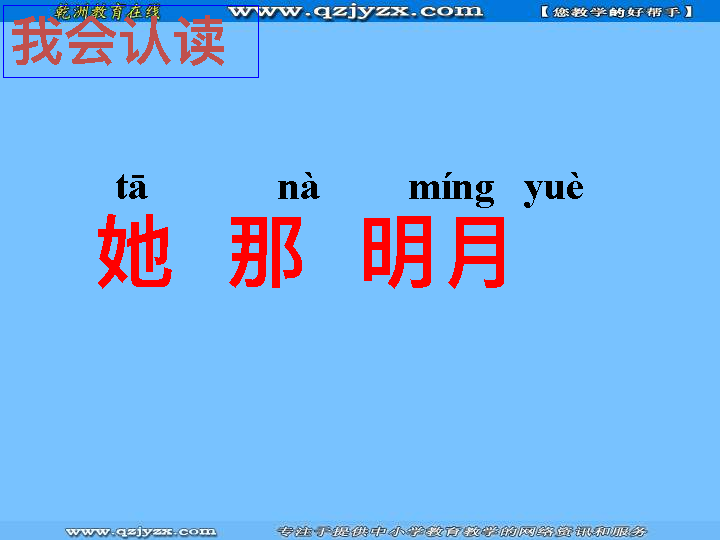 乾洲教育在线 www.qzjyzx.com 【您教学的好帮手】
我会认读
tā nà míng yuè
她 那 明月
www.qzjyzx.com 专注于提供中小学教育教学的网络资讯和服务